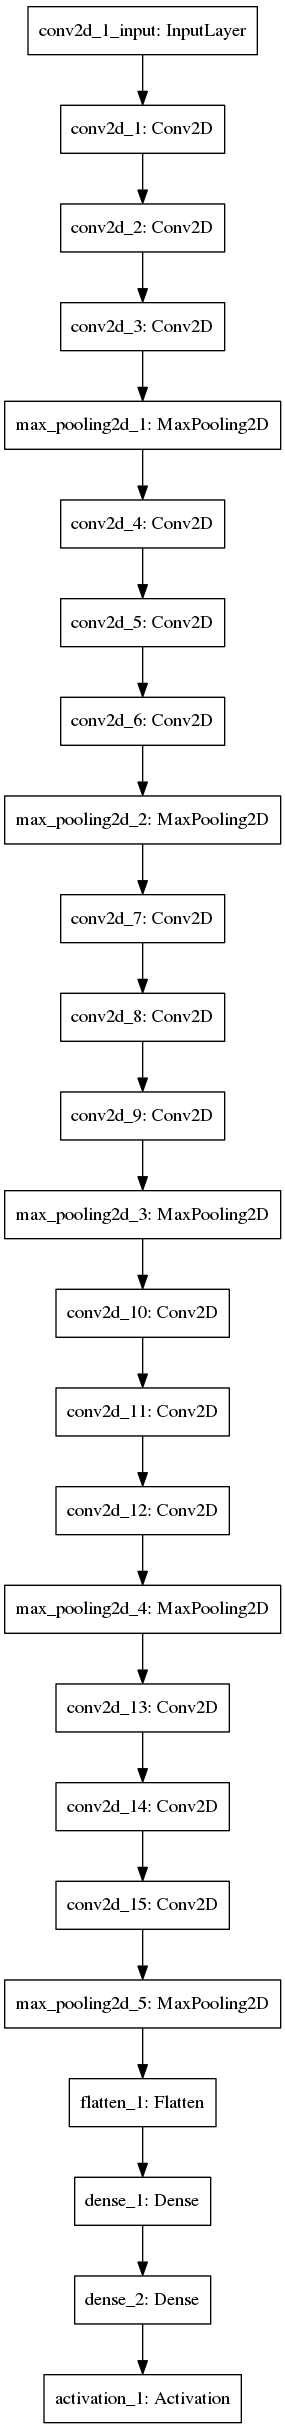 conv2d_1_input: InputLayer
conv2d_1: Conv2D
conv2d_2: Conv2D
conv2d_3: Conv2D
max_pooling2d_1: MaxPooling2D
conv2d_4: Conv2D
conv2d_5: Conv2D
conv2d_6: Conv2D
max_pooling2d_2: MaxPooling2D
conv2d_7: Conv2D
conv2d_8: Conv2D
conv2d_9: Conv2D
max_pooling2d_3: MaxPooling2D
conv2d_10: Conv2D
conv2d_11: Conv2D
conv2d_12: Conv2D
max_pooling2d_4: MaxPooling2D
conv2d_13: Conv2D
conv2d_14: Conv2D
conv2d_15: Conv2D
max_pooling2d_5: MaxPooling2D
flatten_1: Flatten
dense_1: Dense
dense_2: Dense
activation_1: Activation